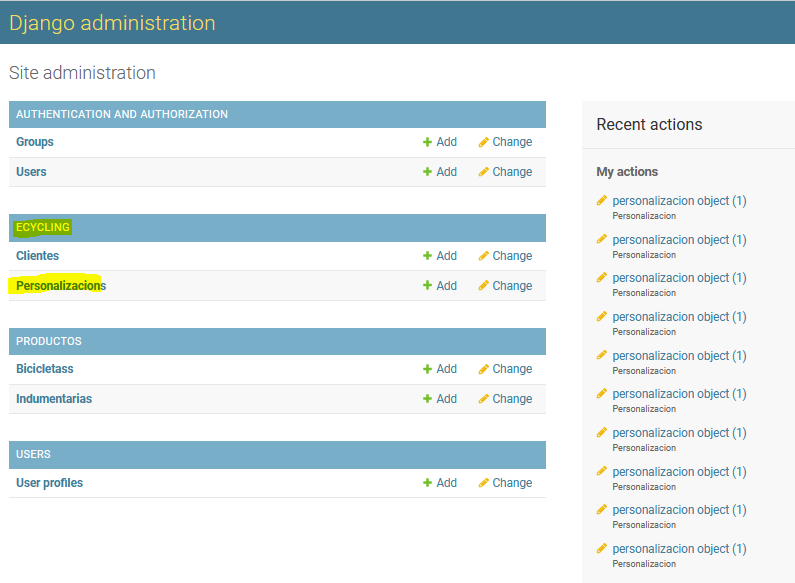 Django administration
Site administration
AUTHENTICATION AND AUTHORIZATION
Groups Add Change
Users Add Change
ECYCLING
Clientes Add Change
Personalizacions Add Change
PRODUCTOS
Bicicletass Add Change
Indumentarias Add Change
USERS
User profiles Add Change
Recent actions
My actions
personalizacion object (1)
Personalizacion
personalizacion object (1)
Personalizacion
personalizacion object (1)
Personalizacion
personalizacion object (1)
Personalizacion
personalizacion object (1)
Personalizacion
personalizacion object (1)
Personalizacion
personalizacion object (1)
Personalizacion
personalizacion object (1)
Personalizacion
personalizacion object (1)
Personalizacion
personalizacion object (1)
Personalizacion